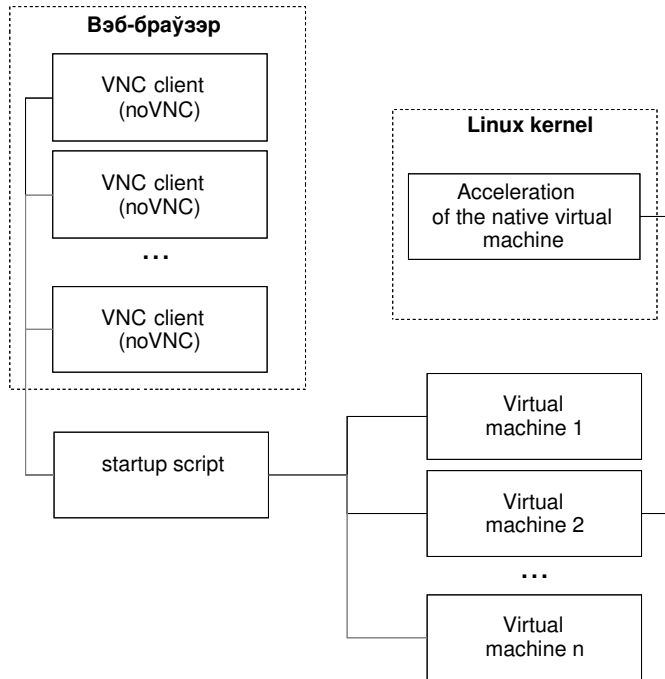 Вэб-браўзэр
VNC client
(noVNC)
VNC client
(noVNC)
...
VNC client
(noVNC)
Linux kernel
Acceleration
of the native virtual
machine
startup script
Virtual
machine 1
Virtual
machine 2
...
Virtual
machine n